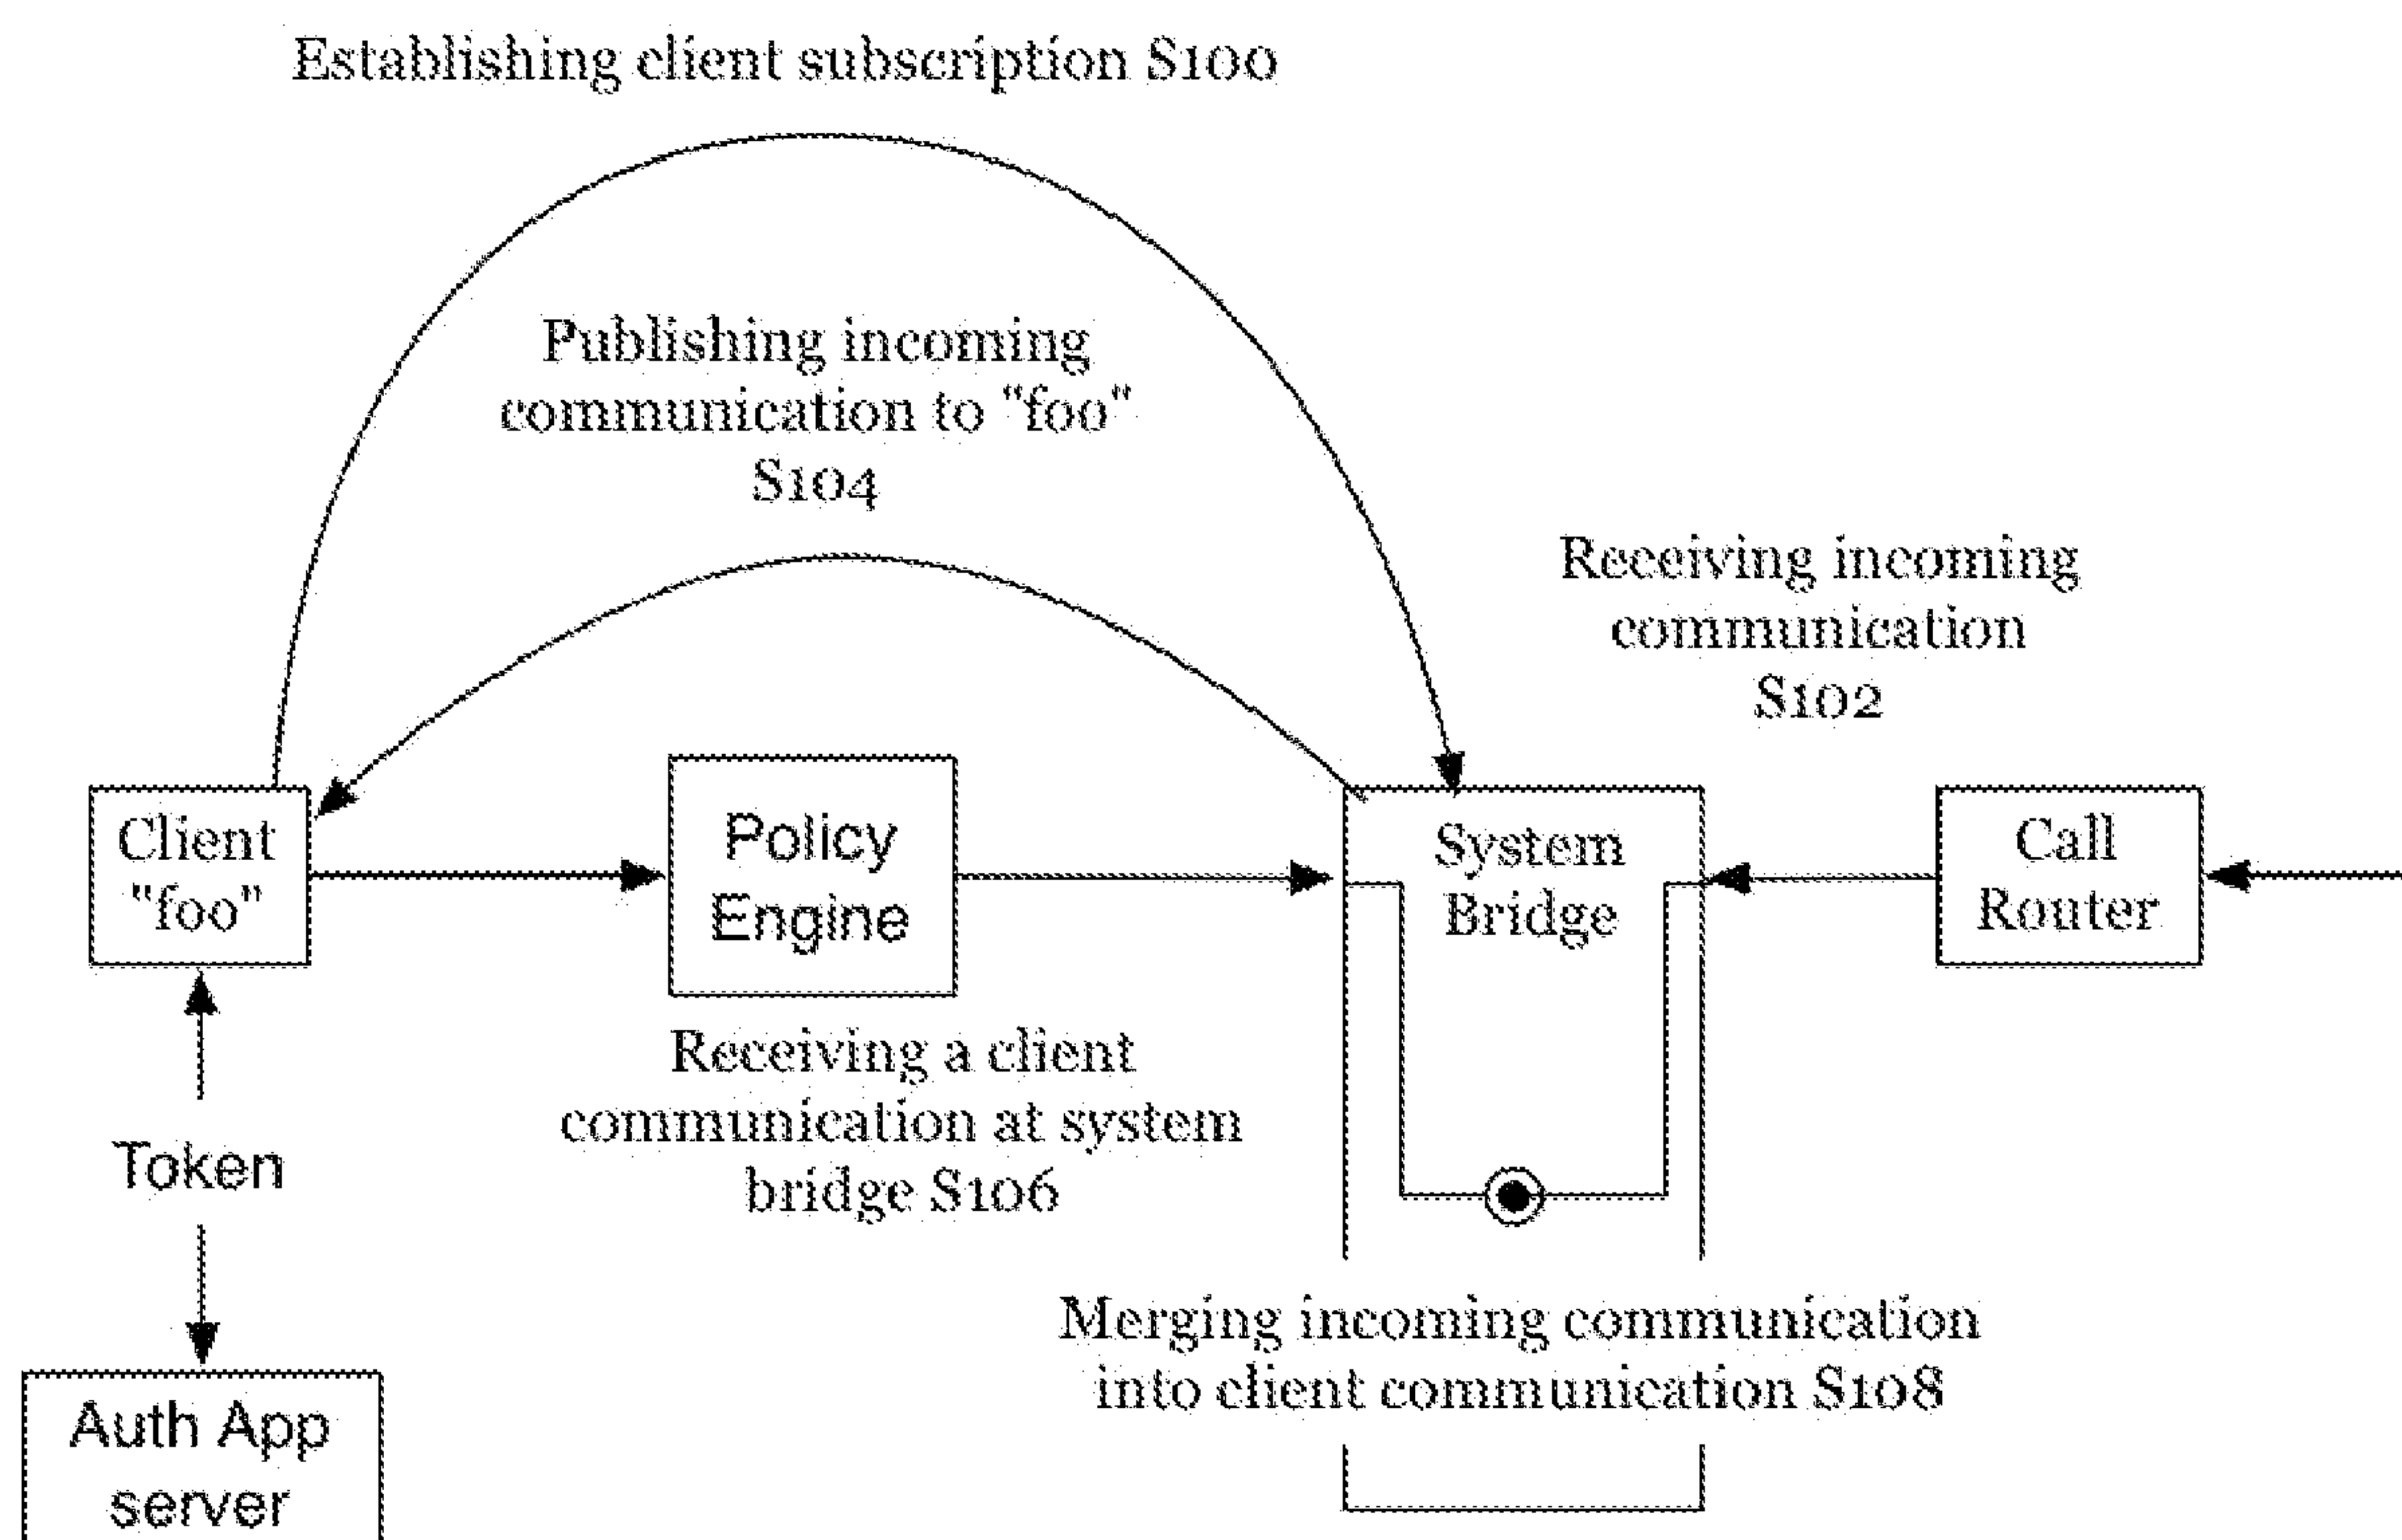 Establishing client subscription S100
Publishing incoming
communication to "foo"
S104
Receiving incoming
communication
S102
Client
"foo"
Policy
Engine
System
Bridge
Call
Router
Receiving a client
communication at system
bridge S106
Token
Merging incoming communication
into client communication S108
Auth App
server